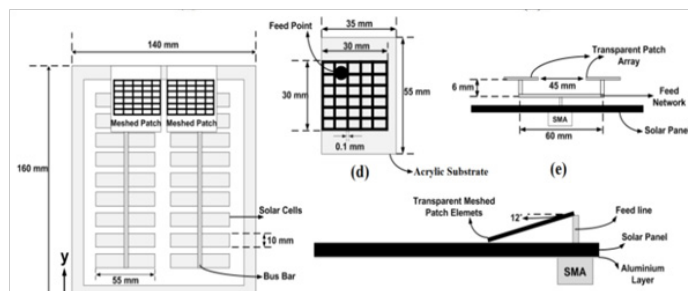 140 mm
Meshed Patch
Meshed Patch
160 mm
Solar Cells
10 mm
y
55 mm
Bus Bar
35 mm
Feed Point
30 mm
30 mm
55 mm
0.1 mm
(d)
Acrylic Substrate
Transparent Patch
Array
6 mm
45 mm
Feed
Network
SMA
Solar Pane
60 mm
(e)
Transparent Meshed
Patch Elemets
12°
Feed line
Solar Panel
SMA
Aluminium
Layer